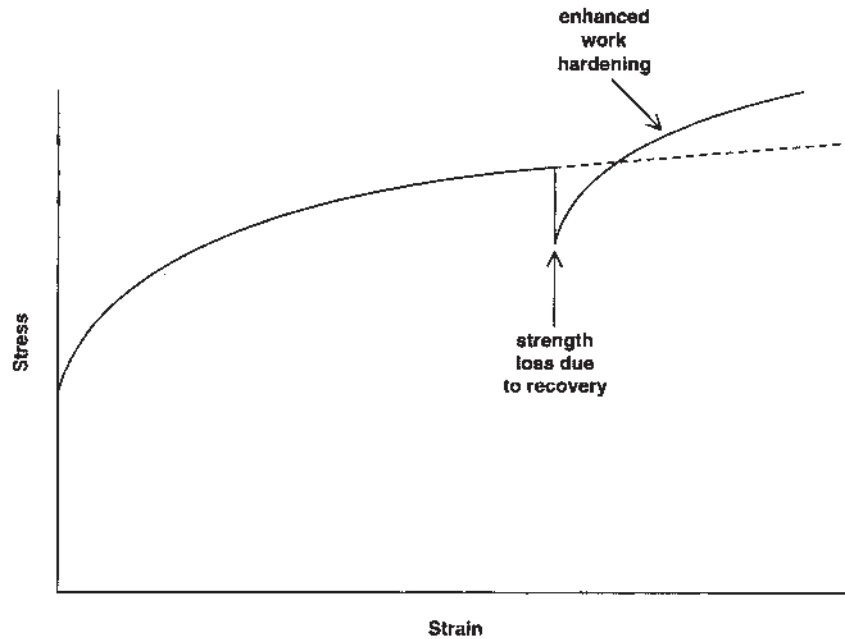 enhanced
work
hardening
Stress
strength
loss due
to recovery
Strain